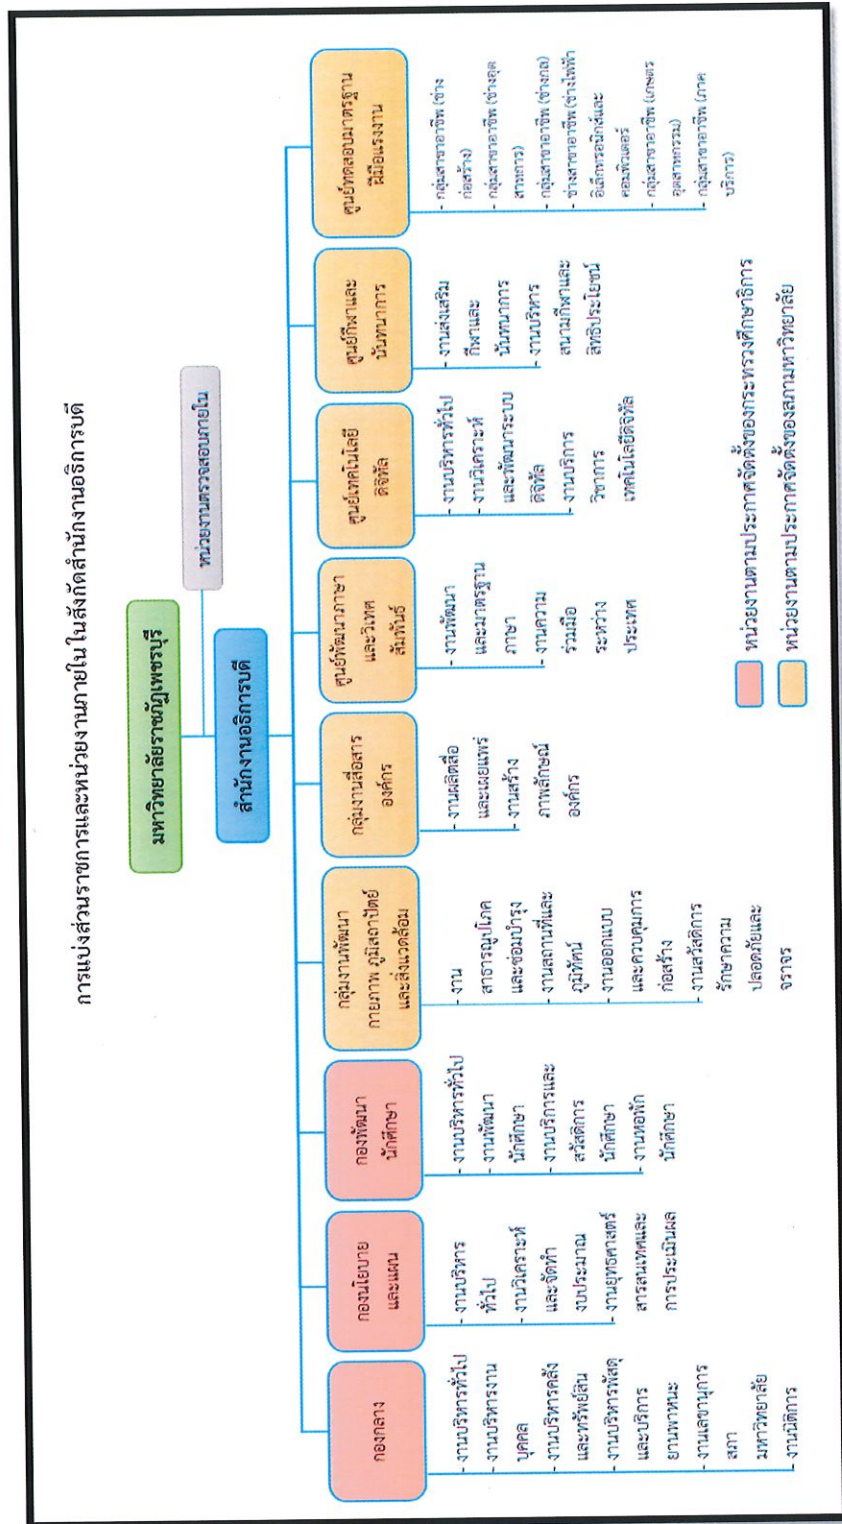 การแบ่งส่วนราชการและหน่วยงานภายใน ในสังกัดสำนักงานอธิการบดี
มหาวิทยาลัยราชภัฏเพชรบุรี
หน่วยงานตรวจสอบภายใน
สำนักงานอธิการบดี
กองกลาง
- งานบริหารทั่วไป
- งานบริหารงาน
บุคคล
- งานบริหารคลัง
และทรัพย์สิน
- งานบริหารพัสดุ
และบริการ
ยานพาหนะ
- งานเลขานุการ
สภา
มหาวิทยาลัย
- งานนิติการ
กองนโยบาย
และแผน
- งานบริหาร
ทั่วไป
- งานวิเคราะห์
และจัดทำ
งบประมาณ
- งานยุทธศาสตร์
สารสนเทศและ
การประเมินผล
กองพัฒนา
นักศึกษา
- งานบริหารทั่วไป
- งานพัฒนา
นักศึกษา
- งานบริการและ
สวัสดิการ
นักศึกษา
- งานหอพัก
นักศึกษา
กลุ่มงานพัฒนา
กายภาพ ภูมิสถาปัตย์
และสิ่งแวดล้อม
- งาน
สาธารณูปโภค
และซ่อมบำรุง
- งานสถานที่และ
ภูมิทัศน์
- งานออกแบบ
และควบคุมการ
ก่อสร้าง
- งานสวัสดิการ
รักษาความ
ปลอดภัยและ
จราจร
กลุ่มงานสื่อสาร
องค์กร
- งานผลิตสื่อ
และเผยแพร่
- งานสร้าง
ภาพลักษณ์
องค์กร
ศูนย์พัฒนาภาษา
และวิเทศ
สัมพันธ์
- งานพัฒนา
และมาตรฐาน
ภาษา
- งานความ
ร่วมมือ
ระหว่าง
ประเทศ
ศูนย์เทคโนโลยี
ดิจิทัล
- งานบริหารทั่วไป
- งานวิเคราะห์
และพัฒนาระบบ
ดิจิทัล
- งานบริการ
วิชาการ
เทคโนโลยีดิจิทัล
ศูนย์กีฬาและ
นันทนาการ
- งานส่งเสริม
กีฬาและ
นันทนาการ
- งานบริหาร
สนามกีฬาและ
สิทธิประโยชน์
ศูนย์ทดสอบมาตรฐาน
ฝีมือแรงงาน
- กลุ่มสาขาอาชีพ (ช่าง
ก่อสร้าง)
- กลุ่มสาขาอาชีพ (ช่างอุต
สาหการ)
- กลุ่มสาขาอาชีพ (ช่างกล)
- ช่างสาขาอาชีพ (ช่างไฟฟ้า
อิเล็กทรอนิกส์และ
คอมพิวเตอร์
- กลุ่มสาขาอาชีพ (เกษตร
อุตสาหกรรม)
- กลุ่มสาขาอาชีพ (ภาค
บริการ)
หน่วยงานตามประกาศจัดตั้งของกระทรวงศึกษาธิการ
หน่วยงานตามประกาศจัดตั้งของสภามหาวิทยาลัย